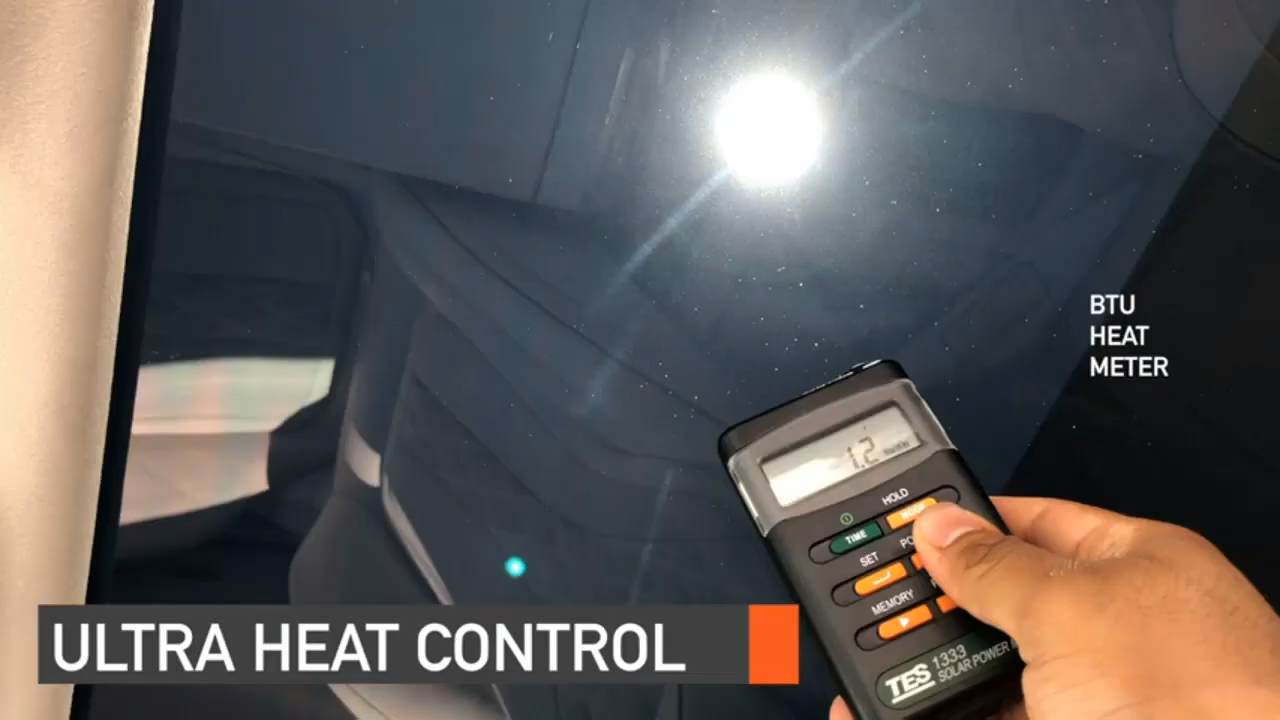 BTU
HEAT
METER
1.2
HOLD
TIME
SET
MEMORY
TES 1333
SOLAR POWER
ULTRA HEAT CONTROL